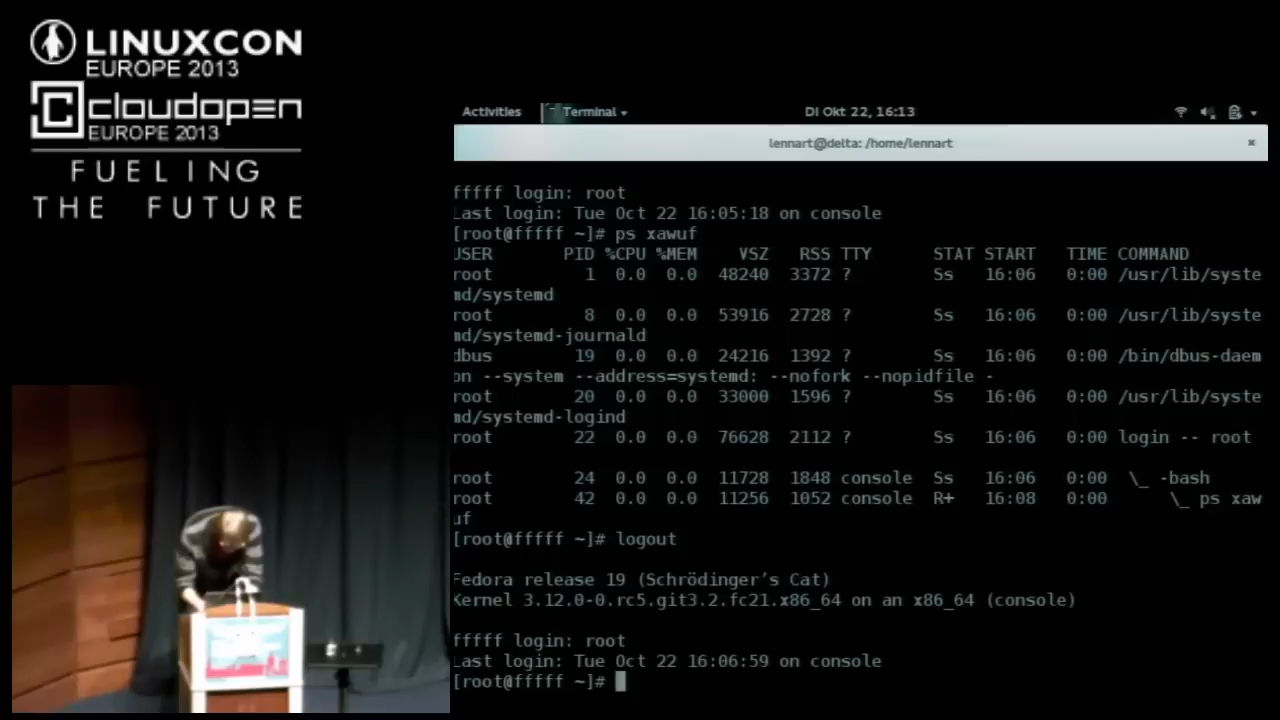 LINUXCON
EUROPE 2013
cloudopen
EUROPE 2013
FUELING
THE FUTURE
Activities Terminal DI Okt 22, 16:13
lennart@delta: /home/lennart
fffff login: root
Last login: Tue Oct 22 16:05:18 on console
[root@fffff ~]# ps xawuf
USER PID %CPU %MEM VSZ RSS TTY STAT START TIME COMMAND
root 1 0.0 0.0 48240 3372 ? Ss 16:06 0:00 /usr/lib/syste
md/systemd
root 8 0.0 0.0 53916 2728 ? Ss 16:06 0:00 /usr/lib/syste
md/systemd-journald
dbus 19 0.0 0.0 24216 1392 ? Ss 16:06 0:00 /bin/dbus-daem
on --system --address=systemd: --nofork --nopidfile -
root 20 0.0 0.0 33000 1596 ? Ss 16:06 0:00 /usr/lib/syste
md/systemd-logind
root 22 0.0 0.0 76628 2112 ? Ss 16:06 0:00 login -- root
root 24 0.0 0.0 11728 1848 console Ss 16:06 0:00 \_ -bash
root 42 0.0 0.0 11256 1052 console R+ 16:08 0:00 \_ ps xaw
uf
[root@fffff ~]# logout
Fedora release 19 (Schrödinger's Cat)
Kernel 3.12.0-0.rc5.git3.2.fc21.x86_64 on an x86_64 (console)
fffff login: root
Last login: Tue Oct 22 16:06:59 on console
[root@fffff ~]#